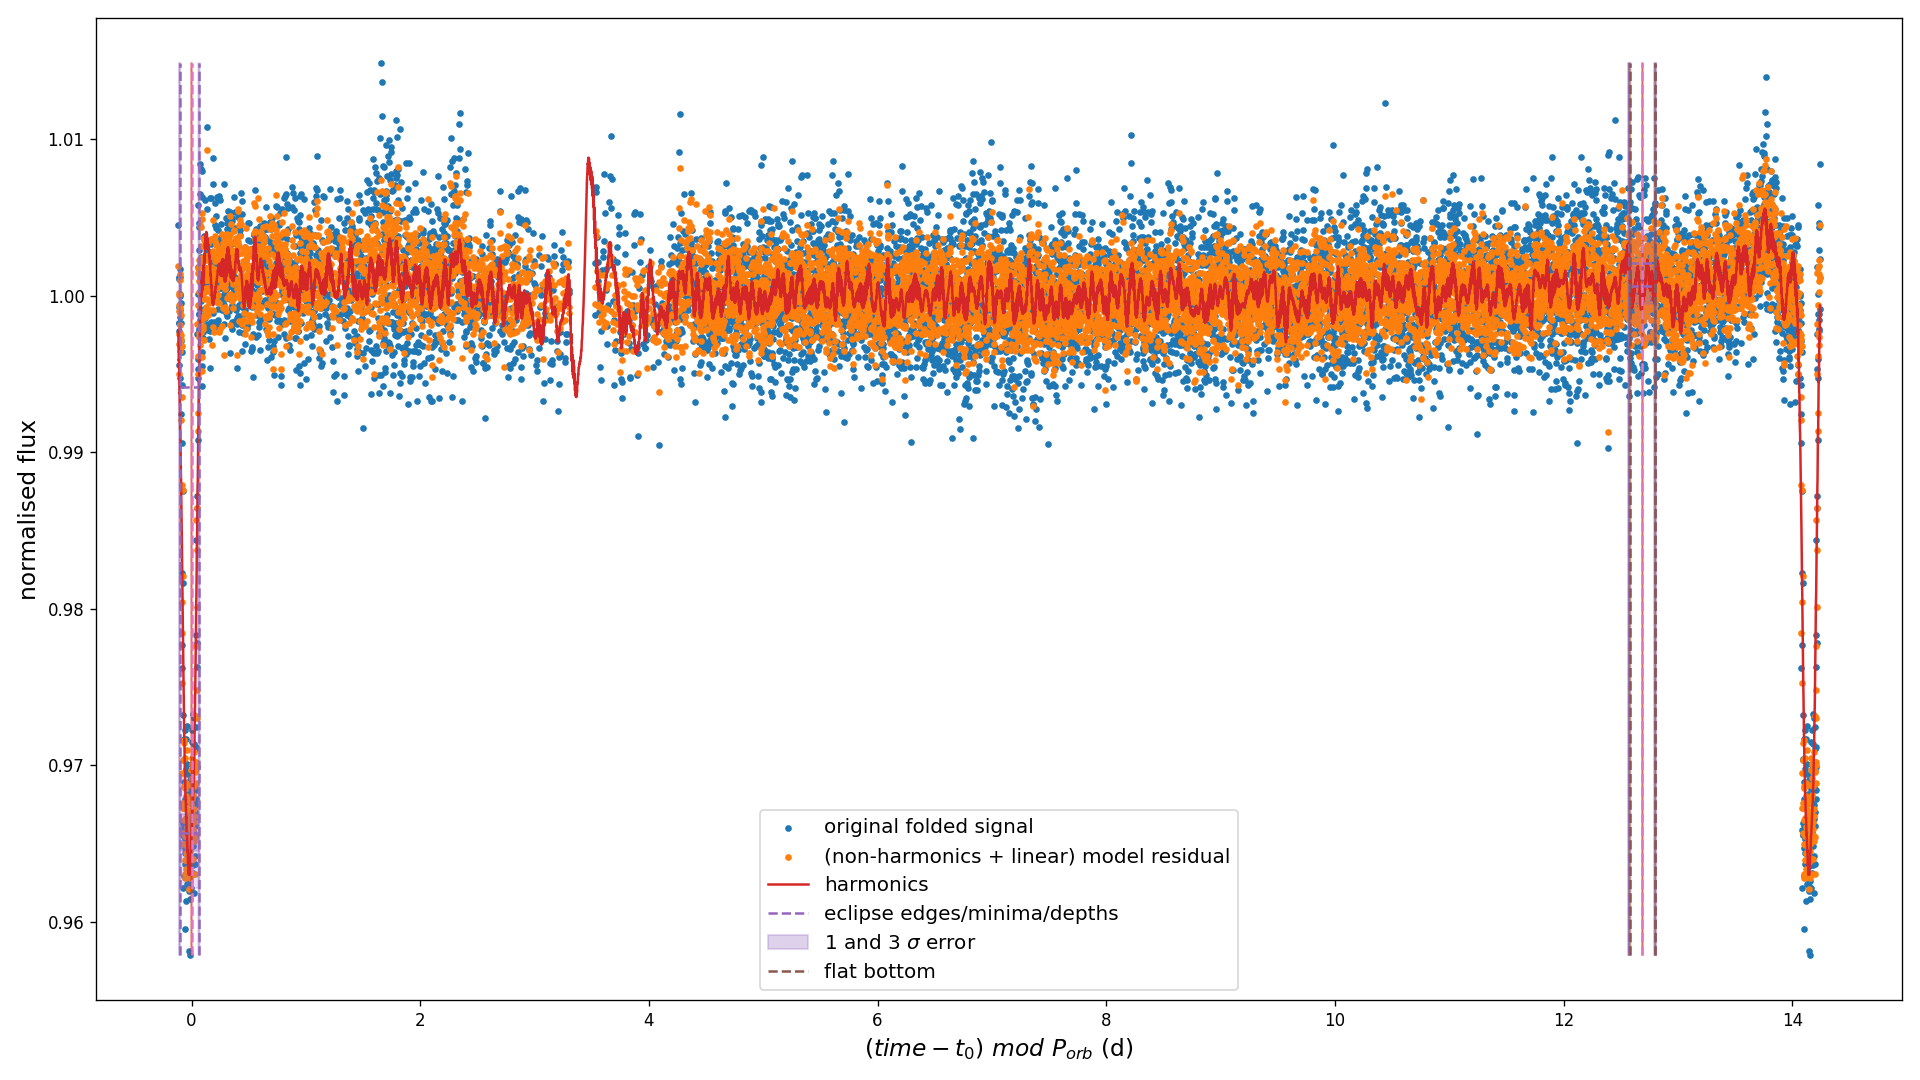 normalised flux
1.01
1.00
0.99
0.98
0.97
0.96
original folded signal
(non-harmonics + linear) model residual
harmonics
eclipse edges/minima/depths
1 and 3 σ error
flat bottom
0 2 4 6 8 10 12 14
(time − t₀) mod P_orb (d)